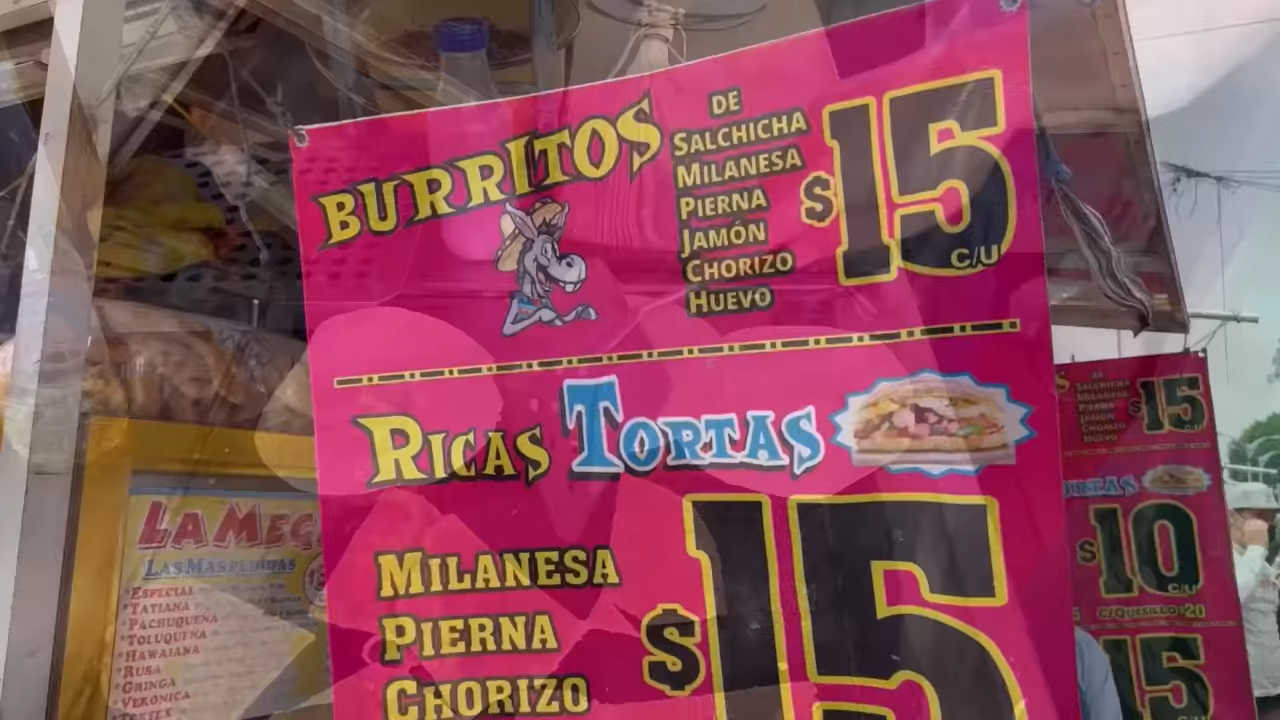 BURRITOS
DE
SALCHICHA
MILANESA
PIERNA
JAMÓN
CHORIZO
HUEVO
$15
C/U
RICAS TORTAS
MILANESA
PIERNA
CHORIZO
$15
LA MEG
LAS MAS PEDIDAS
*ESPECIAL
*TATIANA
*PACHUQUEÑA
*TOLUQUEÑA
*HAWAIANA
*RUSA
*GRINGA
*VERONICA
S
DE
SALCHICHA
MILANESA
PIERNA
JAMÓN
CHORIZO
HUEVO
$15
C/U
ORTAS
$10
C/U
C/QUESILLO $20
15